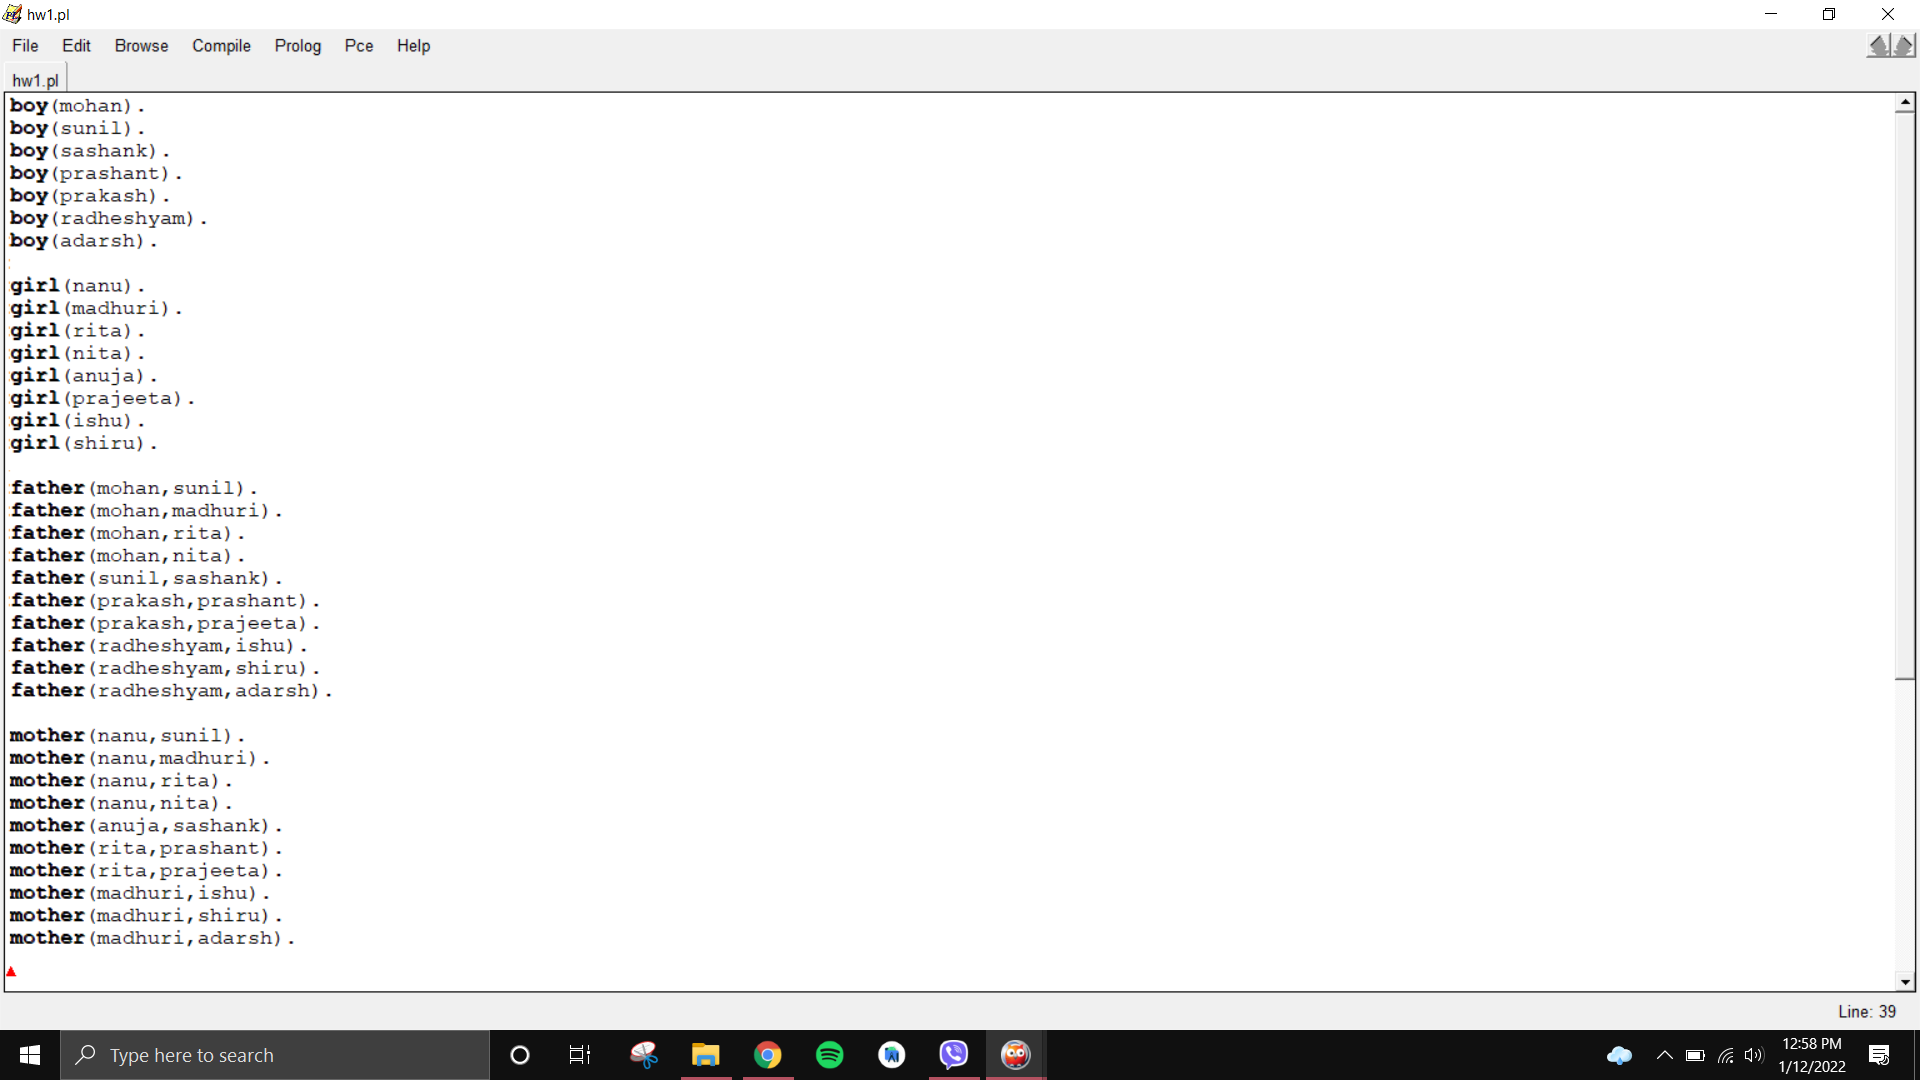 hw1.pl
File Edit Browse Compile Prolog Pce Help
hw1.pl
boy(mohan).
boy(sunil).
boy(sashank).
boy(prashant).
boy(prakash).
boy(radheshyam).
boy(adarsh).
girl(nanu).
girl(madhuri).
girl(rita).
girl(nita).
girl(anuja).
girl(prajeeta).
girl(ishu).
girl(shiru).
father(mohan,sunil).
father(mohan,madhuri).
father(mohan,rita).
father(mohan,nita).
father(sunil,sashank).
father(prakash,prashant).
father(prakash,prajeeta).
father(radheshyam,ishu).
father(radheshyam,shiru).
father(radheshyam,adarsh).
mother(nanu,sunil).
mother(nanu,madhuri).
mother(nanu,rita).
mother(nanu,nita).
mother(anuja,sashank).
mother(rita,prashant).
mother(rita,prajeeta).
mother(madhuri,ishu).
mother(madhuri,shiru).
mother(madhuri,adarsh).
Line: 39
Type here to search
12:58 PM
1/12/2022